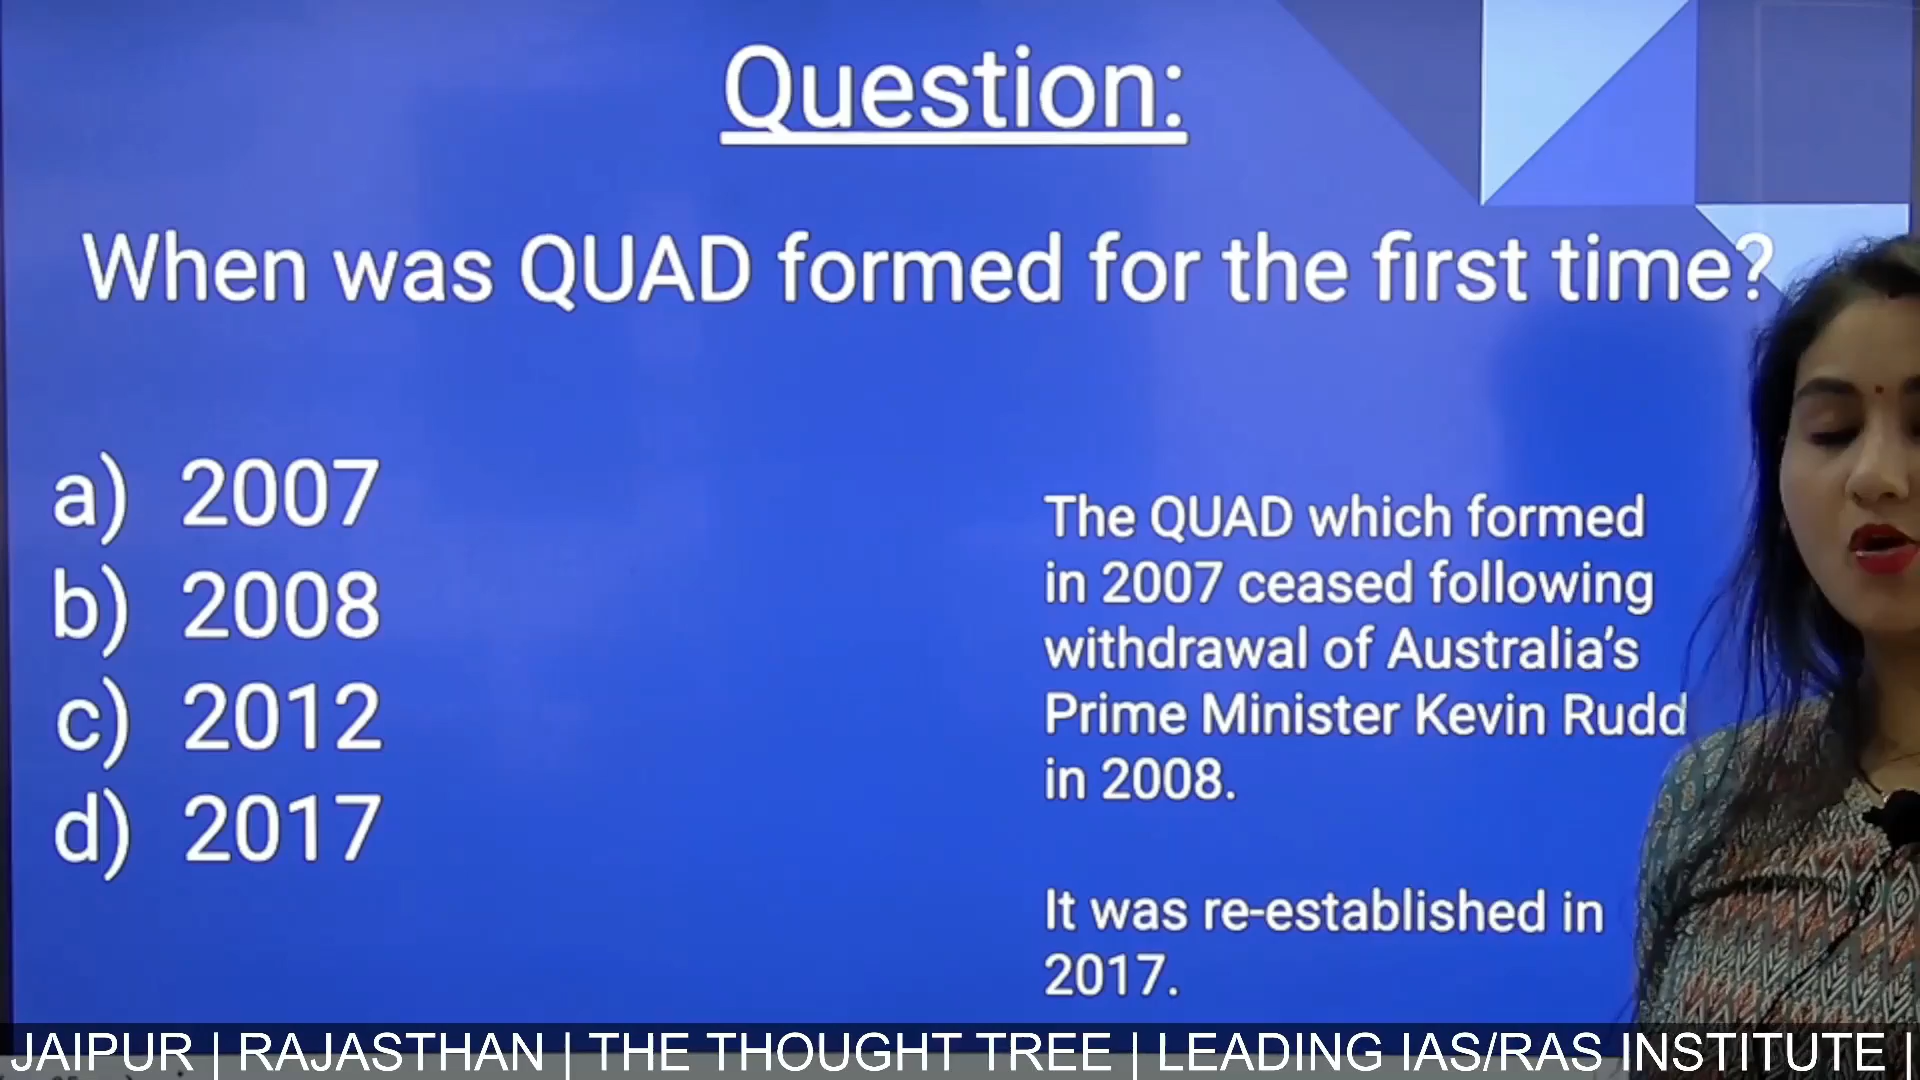 Question:
When was QUAD formed for the first time?
a) 2007
b) 2008
c) 2012
d) 2017
The QUAD which formed
in 2007 ceased following
withdrawal of Australia’s
Prime Minister Kevin Rudd
in 2008.
It was re-established in
2017.
JAIPUR | RAJASTHAN | THE THOUGHT TREE | LEADING IAS/RAS INSTITUTE |